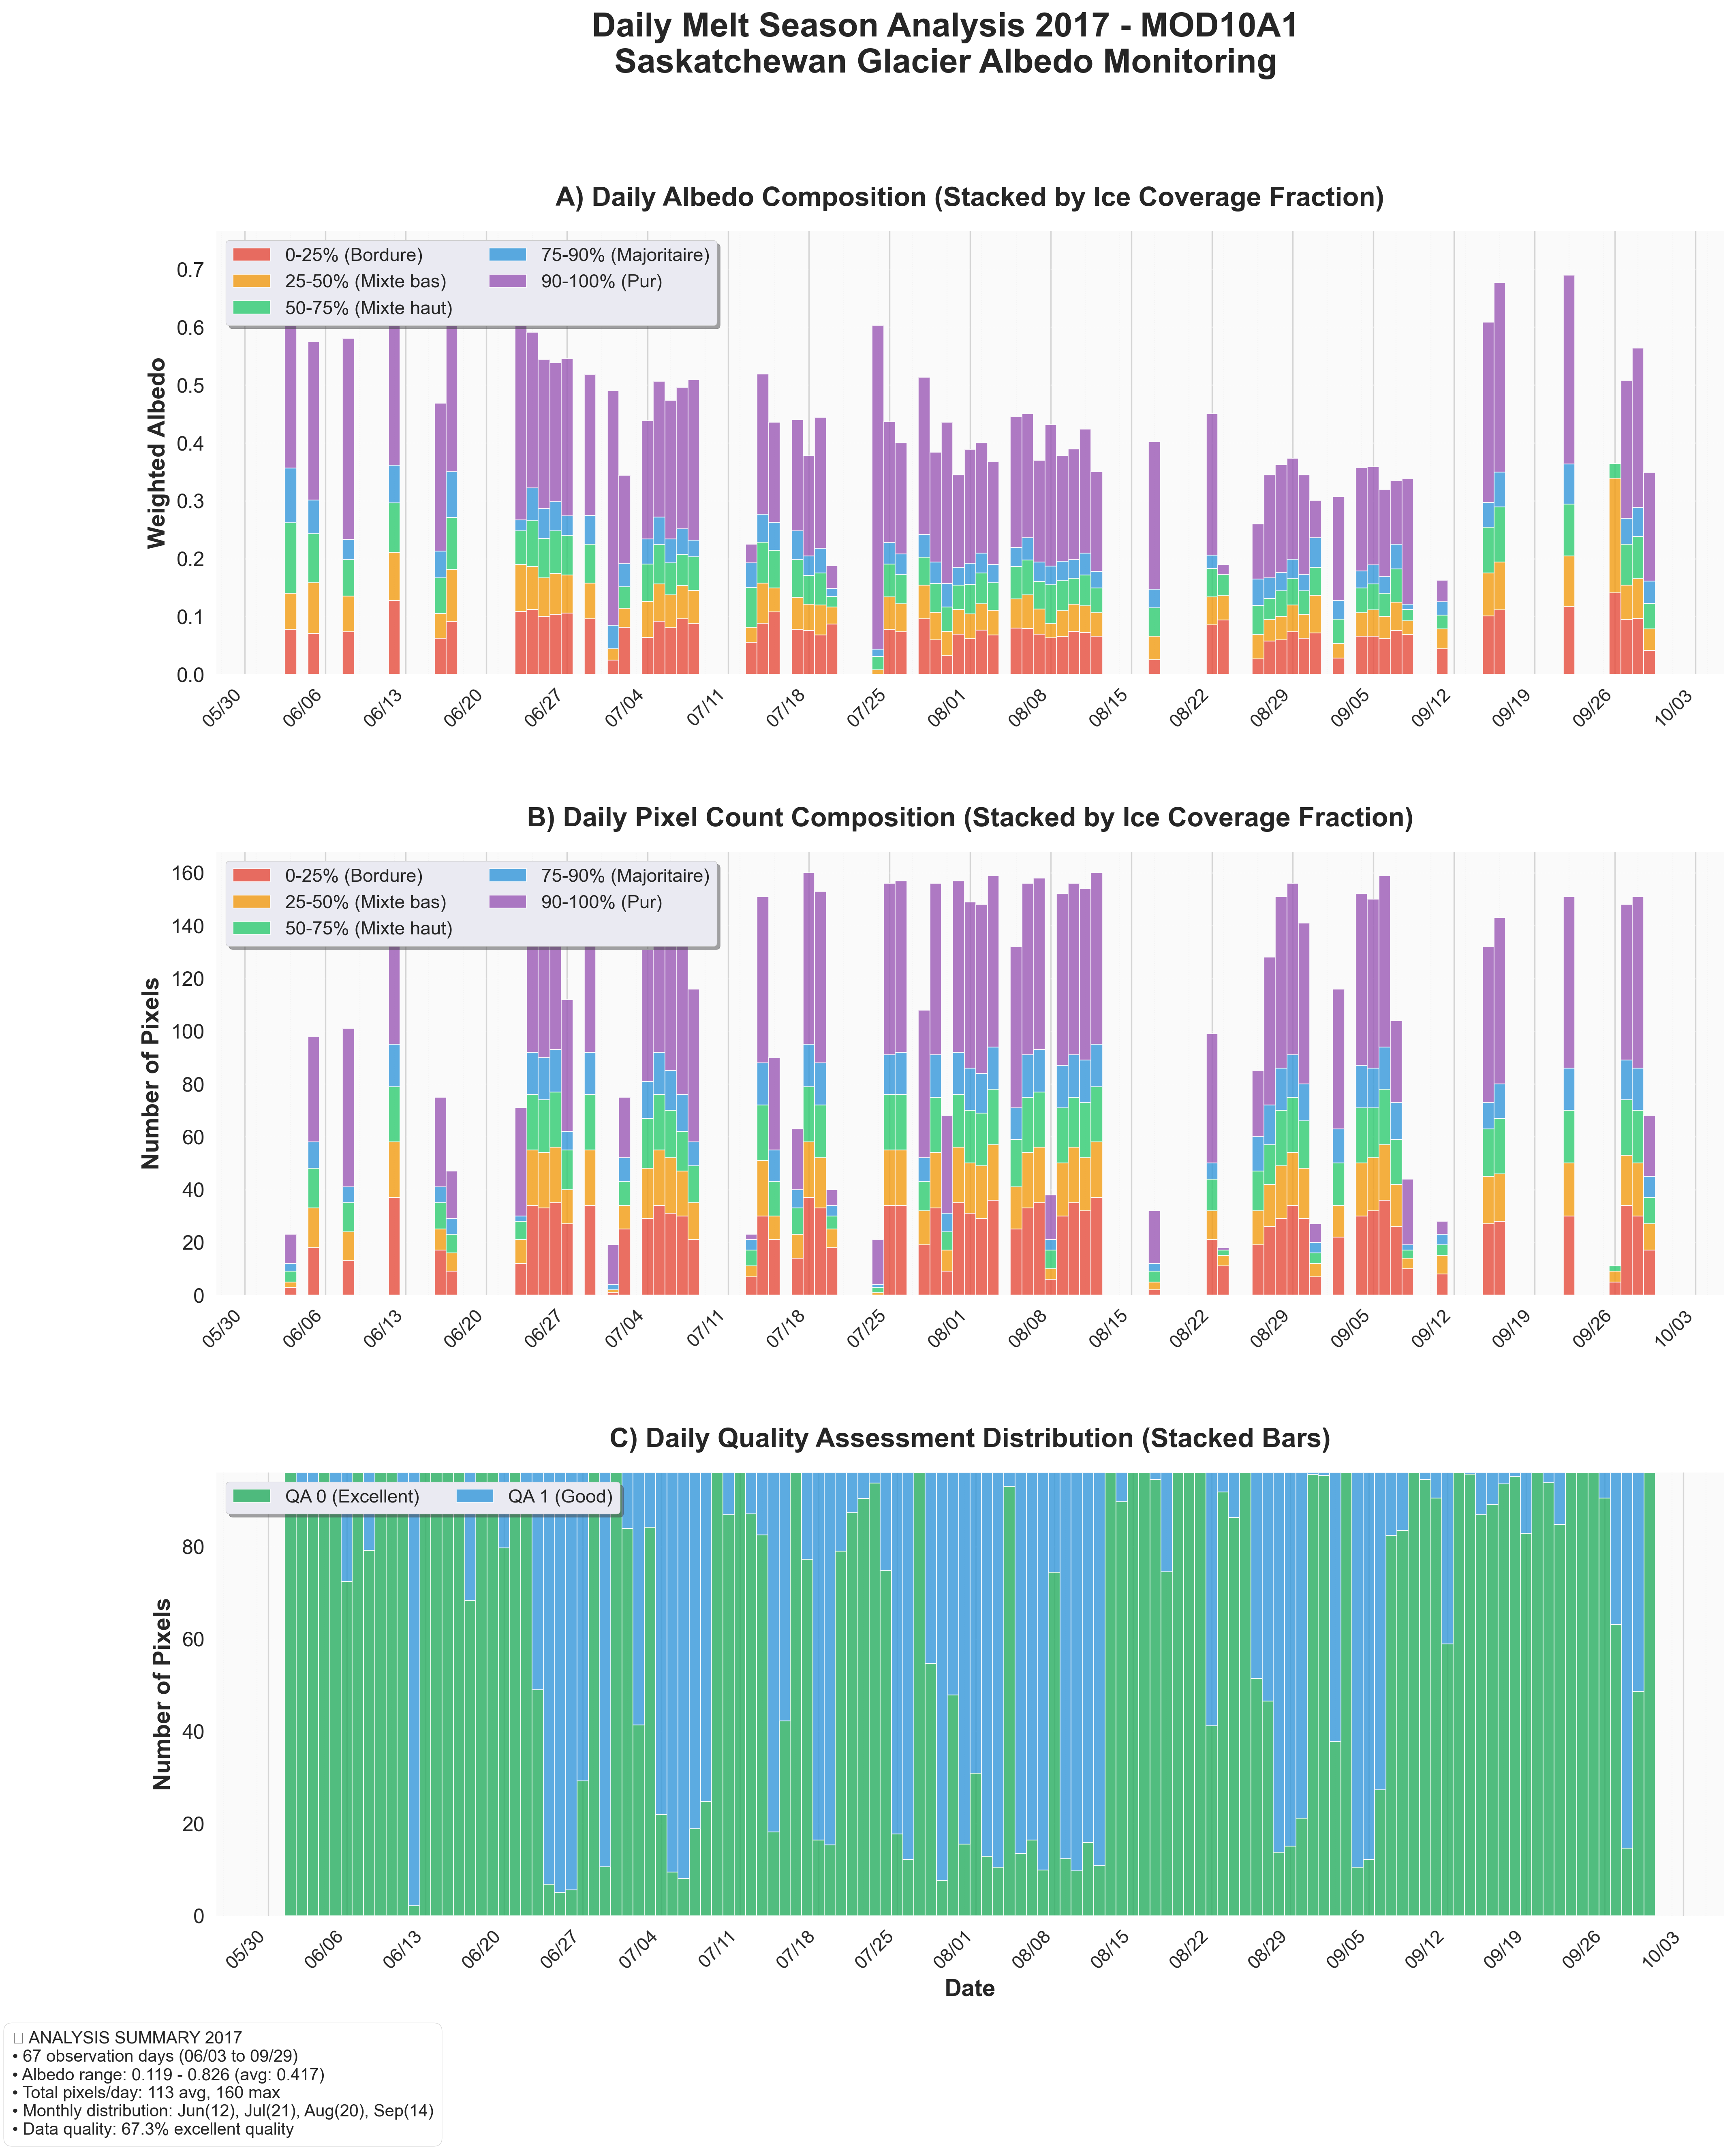 Daily Melt Season Analysis 2017 - MOD10A1
Saskatchewan Glacier Albedo Monitoring
A) Daily Albedo Composition (Stacked by Ice Coverage Fraction)
0-25% (Bordure)
25-50% (Mixte bas)
50-75% (Mixte haut)
75-90% (Majoritaire)
90-100% (Pur)
Weighted Albedo
0.7
0.6
0.5
0.4
0.3
0.2
0.1
0.0
05/30 06/06 06/13 06/20 06/27 07/04 07/11 07/18 07/25 08/01 08/08 08/15 08/22 08/29 09/05 09/12 09/19 09/26 10/03
B) Daily Pixel Count Composition (Stacked by Ice Coverage Fraction)
0-25% (Bordure)
25-50% (Mixte bas)
50-75% (Mixte haut)
75-90% (Majoritaire)
90-100% (Pur)
Number of Pixels
160
140
120
100
80
60
40
20
0
05/30 06/06 06/13 06/20 06/27 07/04 07/11 07/18 07/25 08/01 08/08 08/15 08/22 08/29 09/05 09/12 09/19 09/26 10/03
C) Daily Quality Assessment Distribution (Stacked Bars)
QA 0 (Excellent) QA 1 (Good)
Number of Pixels
80
60
40
20
0
05/30 06/06 06/13 06/20 06/27 07/04 07/11 07/18 07/25 08/01 08/08 08/15 08/22 08/29 09/05 09/12 09/19 09/26 10/03
Date
ANALYSIS SUMMARY 2017
• 67 observation days (06/03 to 09/29)
• Albedo range: 0.119 - 0.826 (avg: 0.417)
• Total pixels/day: 113 avg, 160 max
• Monthly distribution: Jun(12), Jul(21), Aug(20), Sep(14)
• Data quality: 67.3% excellent quality